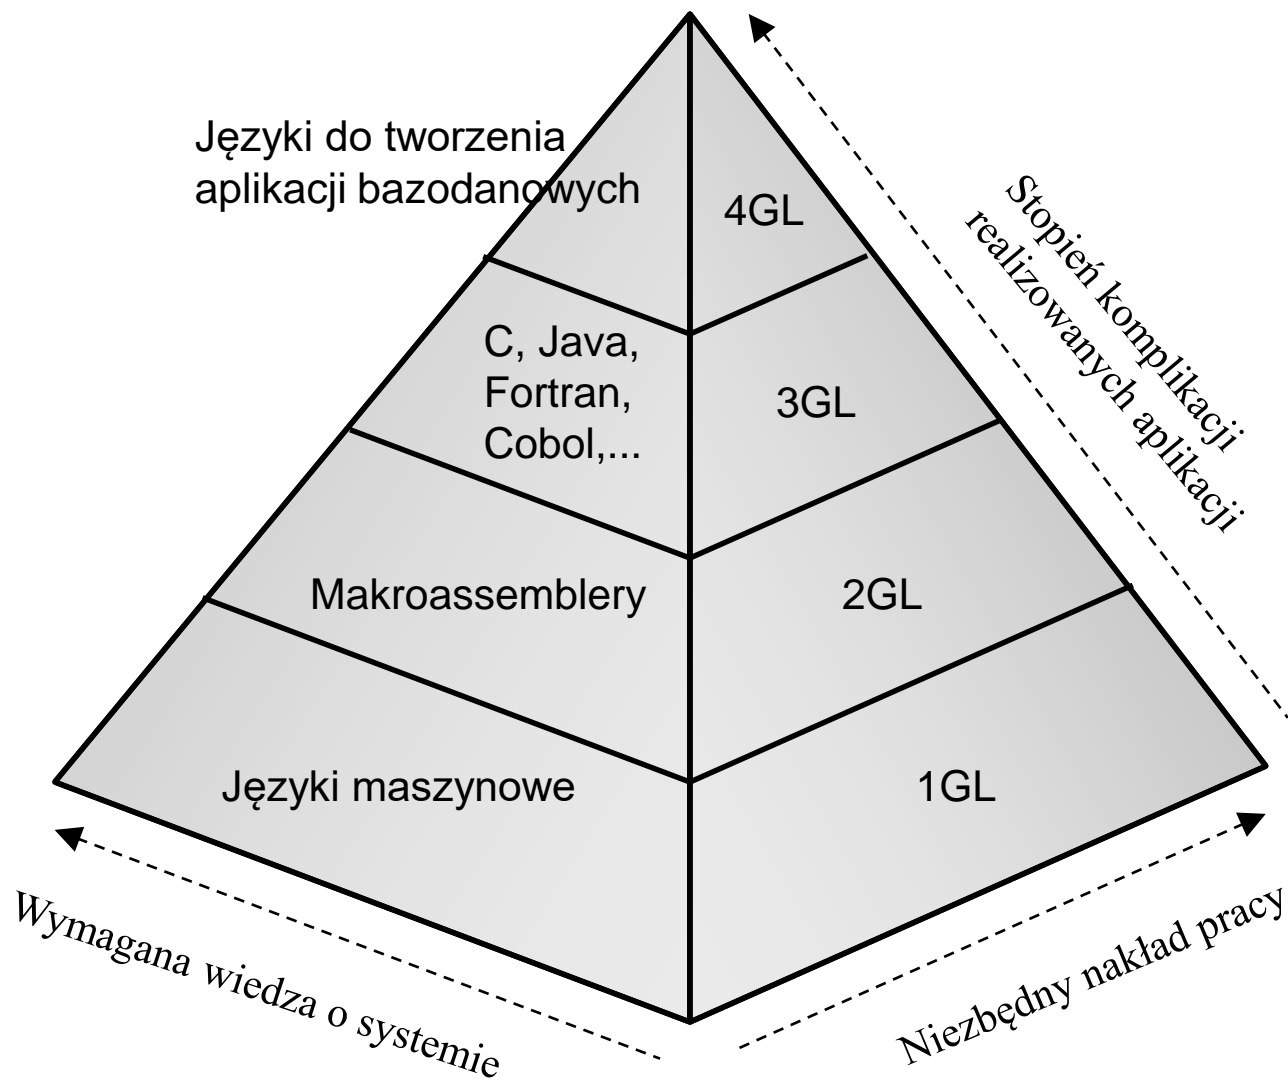 Języki do tworzenia
aplikacji bazodanowych
4GL
Stopień komplikacji
realizowanych aplikacji
C, Java,
Fortran,
Cobol,...
3GL
Makroassemblery
2GL
Języki maszynowe
1GL
Wymagana wiedza o systemie
Niezbędny nakład pracy